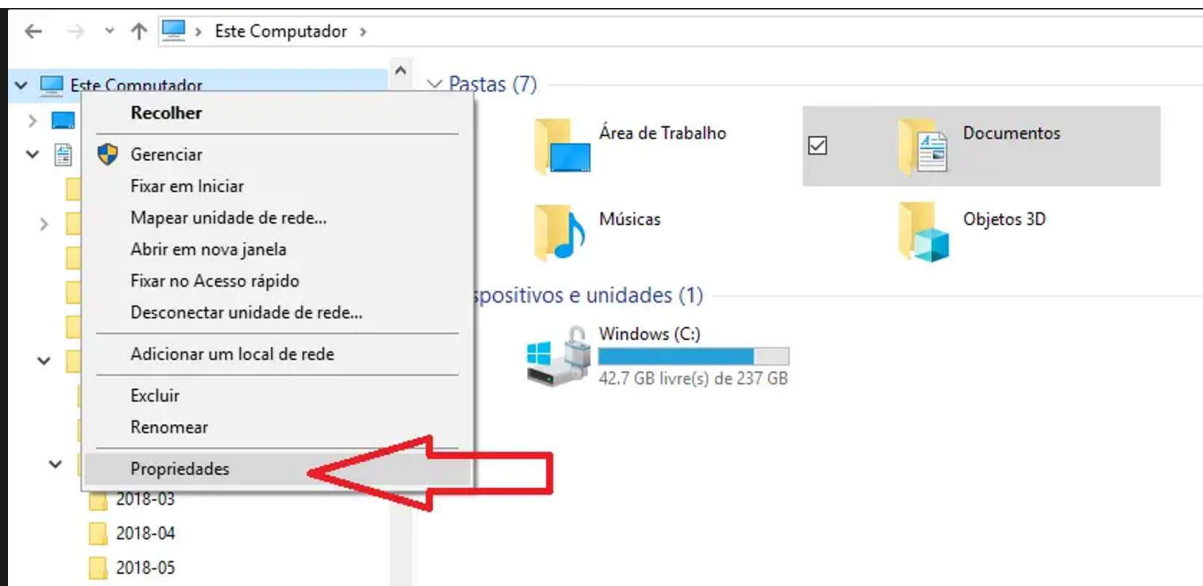 Este Computador
Este Computador
Recolher
Gerenciar
Fixar em Iniciar
Mapear unidade de rede...
Abrir em nova janela
Fixar no Acesso rápido
Desconectar unidade de rede...
Adicionar um local de rede
Excluir
Renomear
Propriedades
2018-03
2018-04
2018-05
Pastas (7)
Área de Trabalho
Documentos
Músicas
Objetos 3D
spositivos e unidades (1)
Windows (C:)
42.7 GB livre(s) de 237 GB